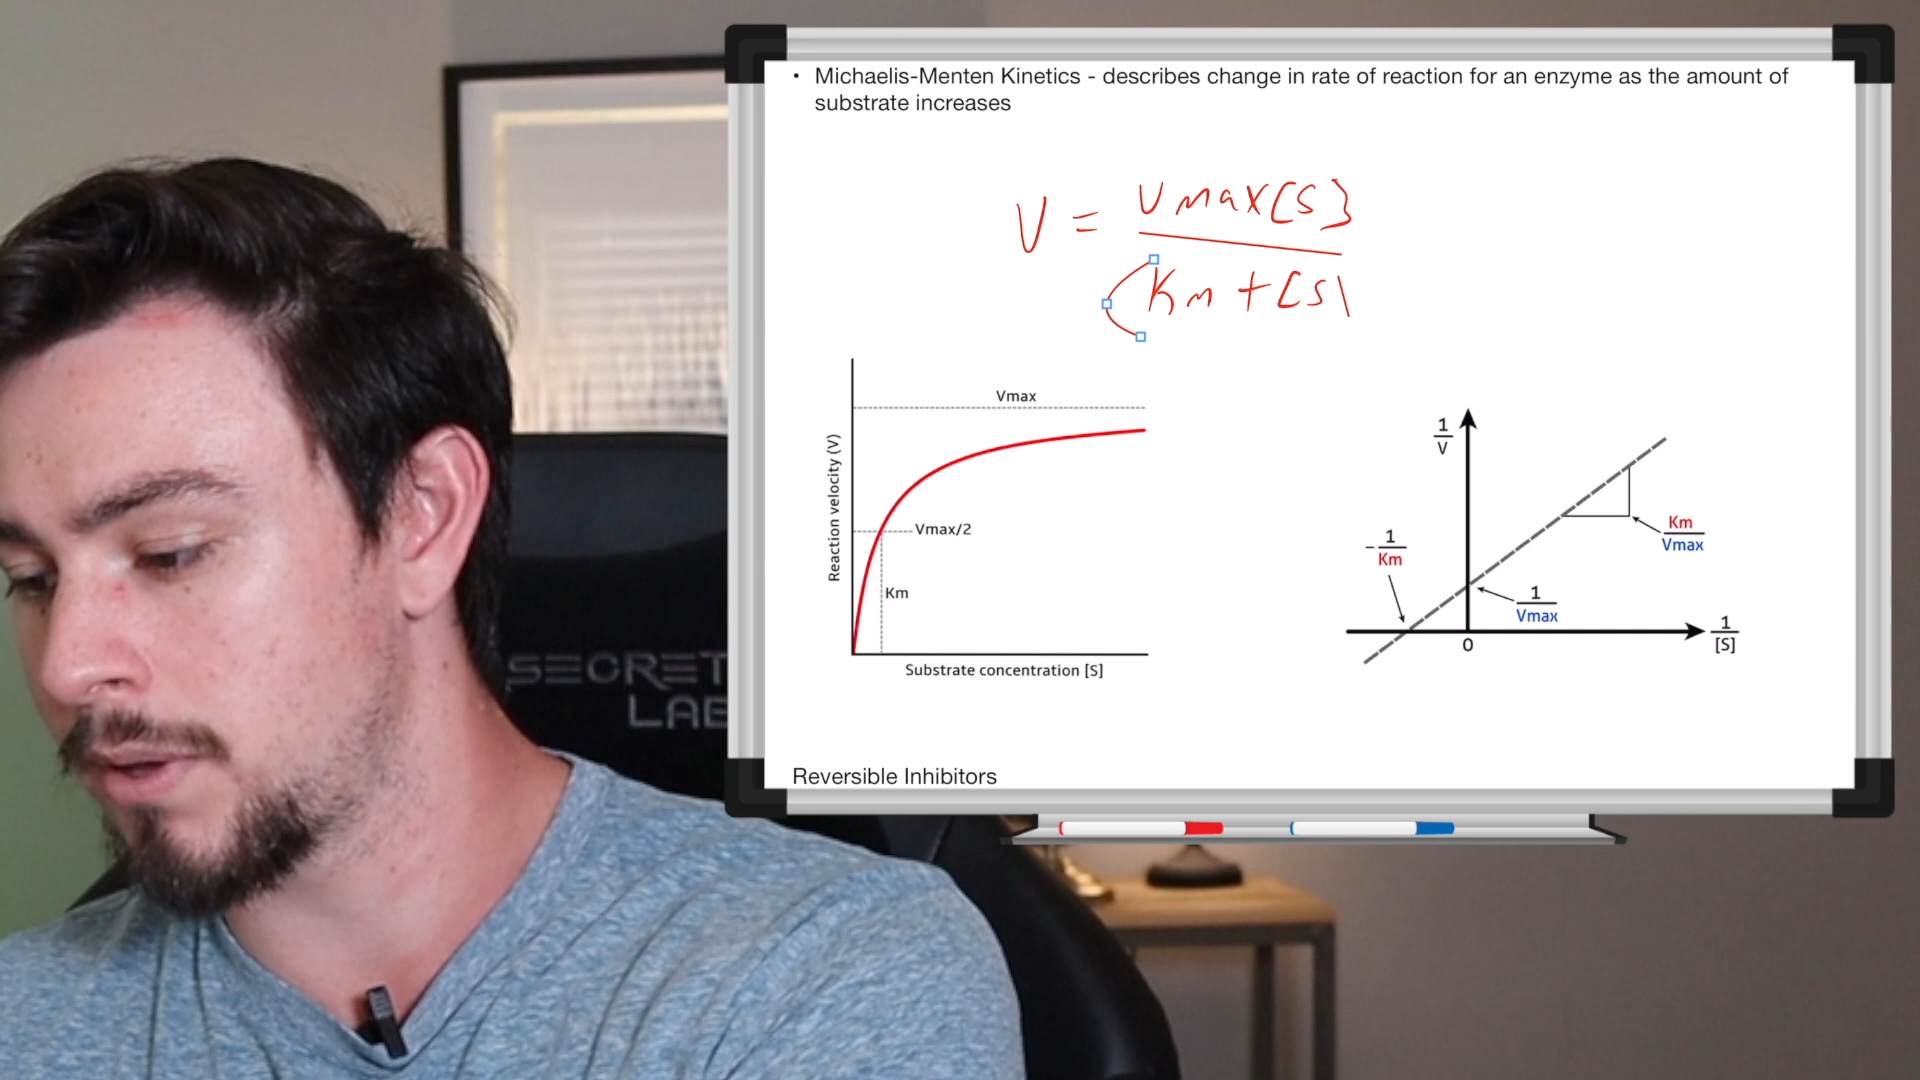 • Michaelis-Menten Kinetics - describes change in rate of reaction for an enzyme as the amount of
substrate increases
V = Vmax[S]
Km + [S]
Vmax
Reaction velocity (V)
Vmax/2
Km
Substrate concentration [S]
1
V
Km
Vmax
- 1
Km
1
Vmax
0
1
[S]
Reversible Inhibitors
SECRET
LAB